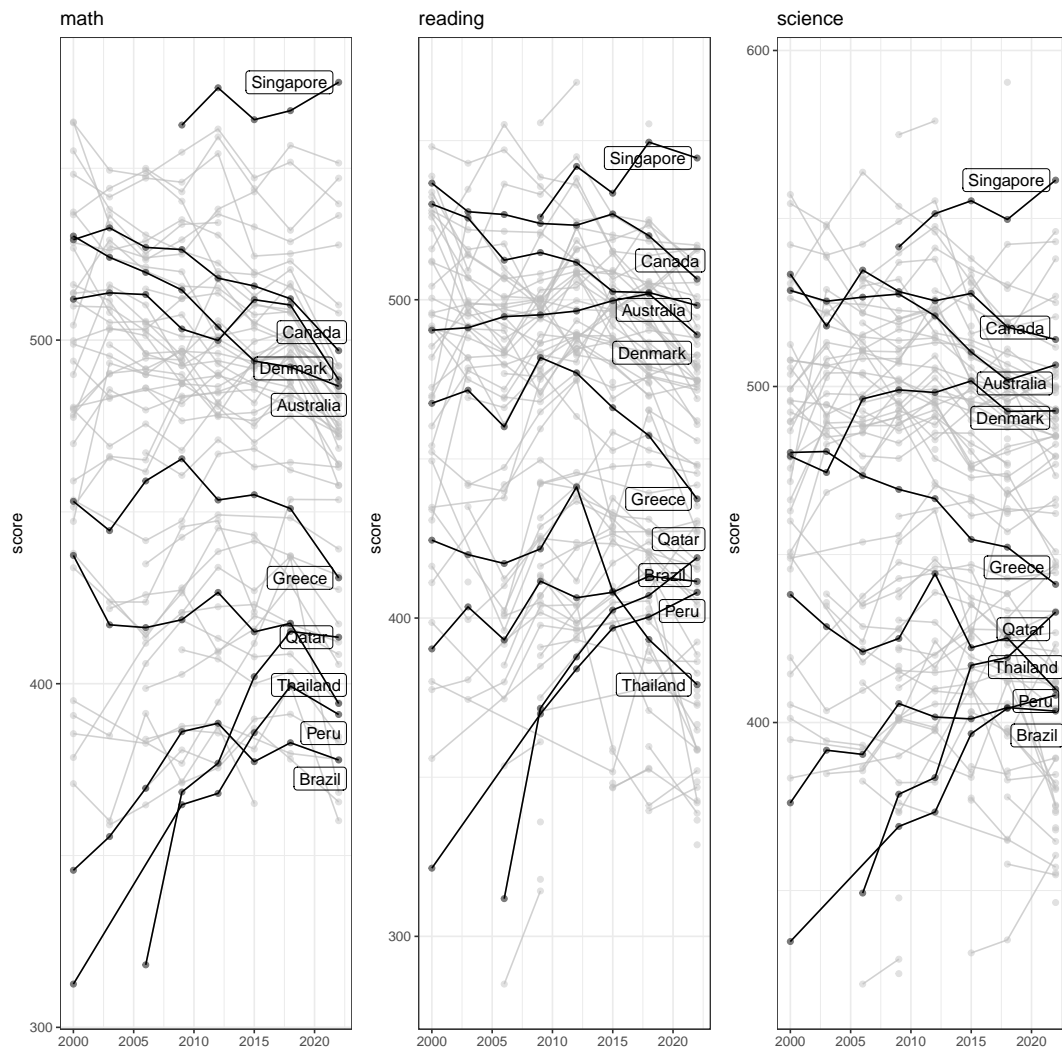 math
score
500
400
300
Singapore
Canada
Denmark
Australia
Greece
Qatar
Thailand
Peru
Brazil
2000 2005 2010 2015 2020
reading
score
500
400
300
Singapore
Canada
Australia
Denmark
Greece
Qatar
Brazil
Peru
Thailand
2000 2005 2010 2015 2020
science
score
600
500
400
Singapore
Canada
Australia
Denmark
Greece
Qatar
Thailand
Peru
Brazil
2000 2005 2010 2015 2020